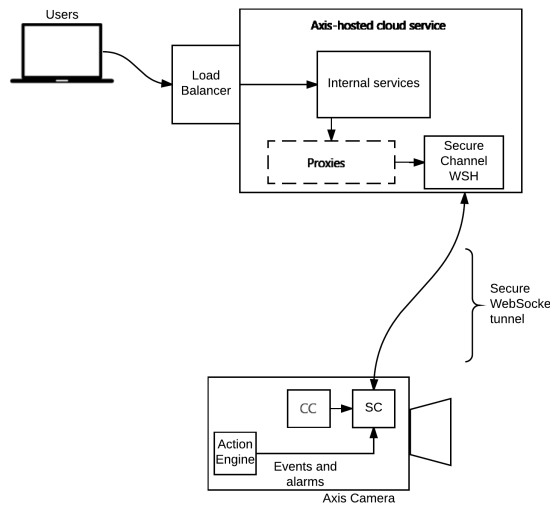 Users
Axis-hosted cloud service
Load
Balancer
Internal services
Proxies
Secure
Channel
WSH
Secure
WebSocke
tunnel
CC
SC
Action
Engine
Events and
alarms
Axis Camera